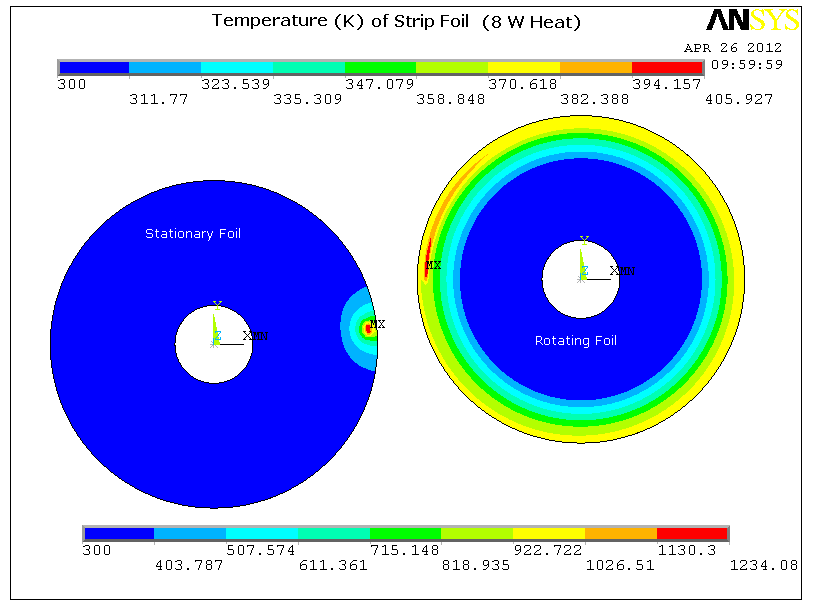 Temperature (K) of Strip Foil (8 W Heat)
ANSYS
APR 26 2012
09:59:59
300 323.539 347.079 370.618 394.157
311.77 335.309 358.848 382.388 405.927
Stationary Foil
Y
Z X MN
MX
Y
MX
Z X MN
Rotating Foil
300 507.574 715.148 922.722 1130.3
403.787 611.361 818.935 1026.51 1234.08